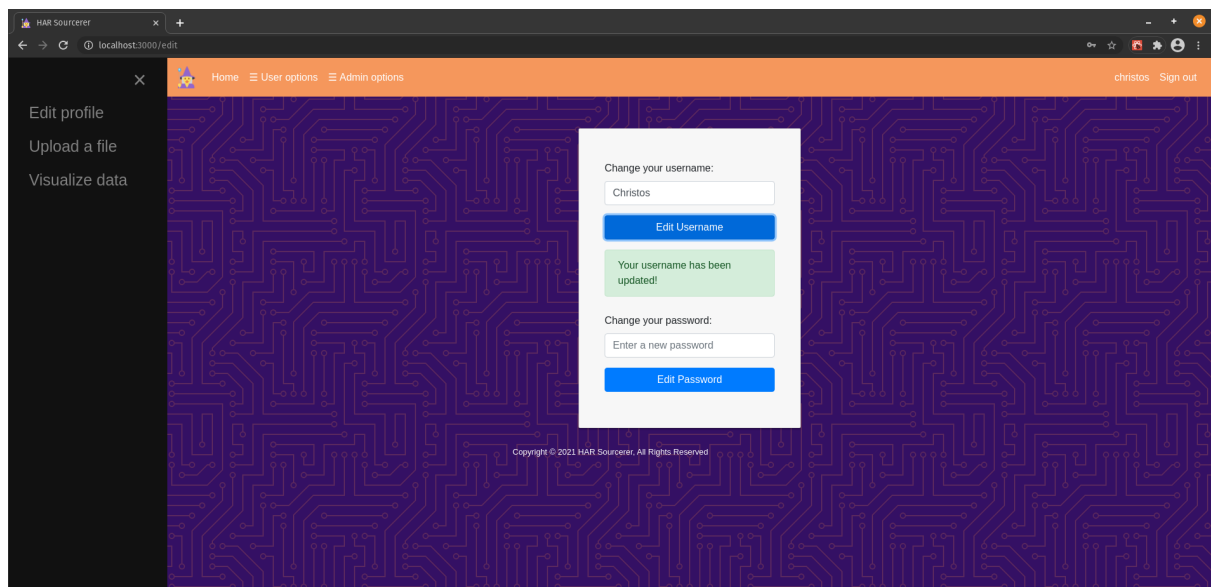 HAR Sourcerer
localhost:3000/edit
Home ☰ User options ☰ Admin options christos Sign out
Edit profile
Upload a file
Visualize data
Change your username:
Christos
Edit Username
Your username has been
updated!
Change your password:
Enter a new password
Edit Password
Copyright © 2021 HAR Sourcerer, All Rights Reserved